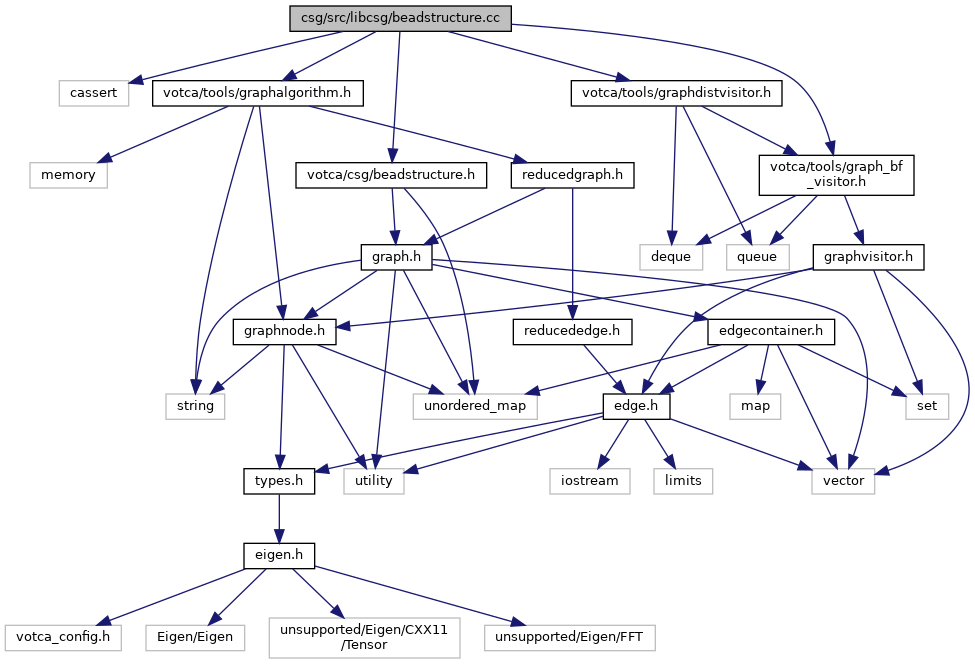 csg/src/libcsg/beadstructure.cc
cassert
votca/tools/graphalgorithm.h
votca/tools/graphdistvisitor.h
memory
votca/csg/beadstructure.h
reducedgraph.h
votca/tools/graph_bf
_visitor.h
graph.h
deque
queue
graphvisitor.h
graphnode.h
reducededge.h
edgecontainer.h
string
unordered_map
edge.h
map
set
types.h
utility
iostream
limits
vector
eigen.h
votca_config.h
Eigen/Eigen
unsupported/Eigen/CXX11
/Tensor
unsupported/Eigen/FFT